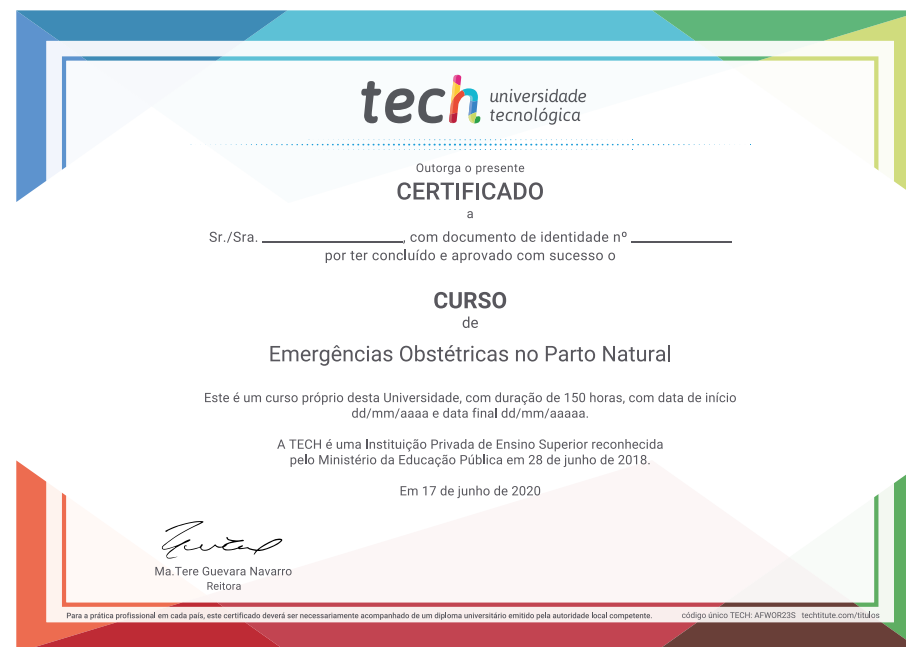 tech universidade
tecnológica
Outorga o presente
CERTIFICADO
a
Sr./Sra. ________________, com documento de identidade nº ____________
por ter concluído e aprovado com sucesso o
CURSO
de
Emergências Obstétricas no Parto Natural
Este é um curso próprio desta Universidade, com duração de 150 horas, com data de início
dd/mm/aaaa e data final dd/mm/aaaaa.
A TECH é uma Instituição Privada de Ensino Superior reconhecida
pelo Ministério da Educação Pública em 28 de junho de 2018.
Em 17 de junho de 2020
Ma.Tere Guevara Navarro
Reitora
Para a prática profissional em cada país, este certificado deverá ser necessariamente acompanhado de um diploma universitário emitido pela autoridade local competente. código único TECH: AFWOR23S techtitute.com/títulos